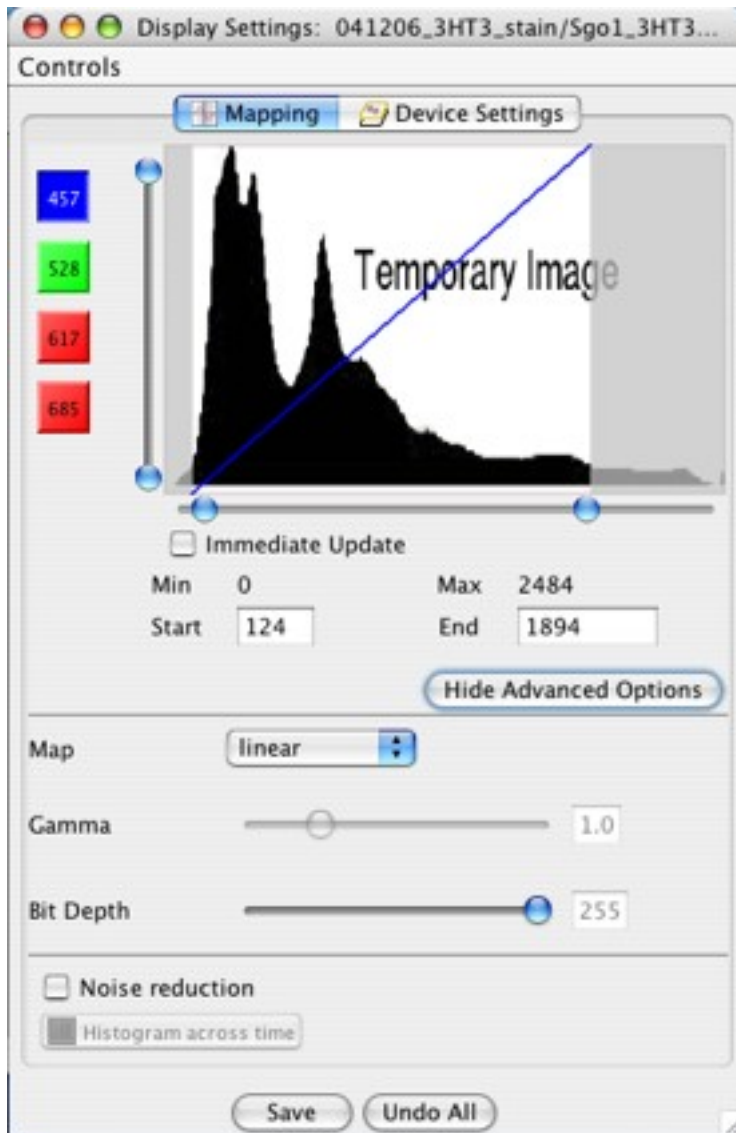 Display Settings: 041206_3HT3_stain/Sgo1_3HT3...
Controls
Mapping Device Settings
457
528
617
685
Temporary Image
Immediate Update
Min 0 Max 2484
Start 124 End 1894
Hide Advanced Options
Map linear
Gamma 1.0
Bit Depth 255
Noise reduction
Histogram across time
Save Undo All